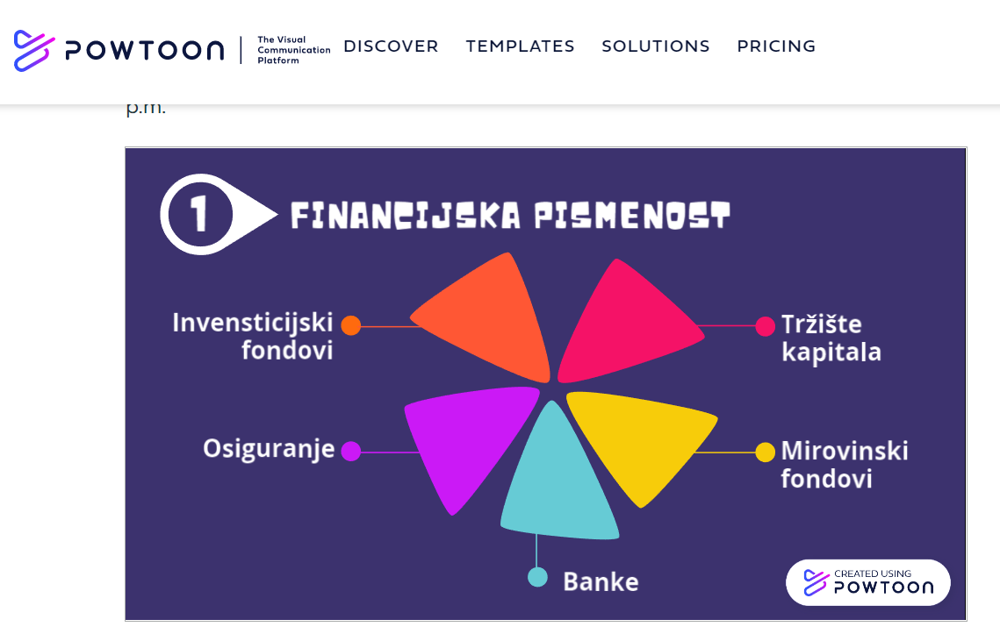 POWTOON
The Visual
Communication
Platform
DISCOVER TEMPLATES SOLUTIONS PRICING
p.m.
1 FINANCIJSKA PISMENOST
Invensticijski
fondovi
Tržište
kapitala
Osiguranje
Mirovinski
fondovi
Banke
CREATED USING
POWTOON